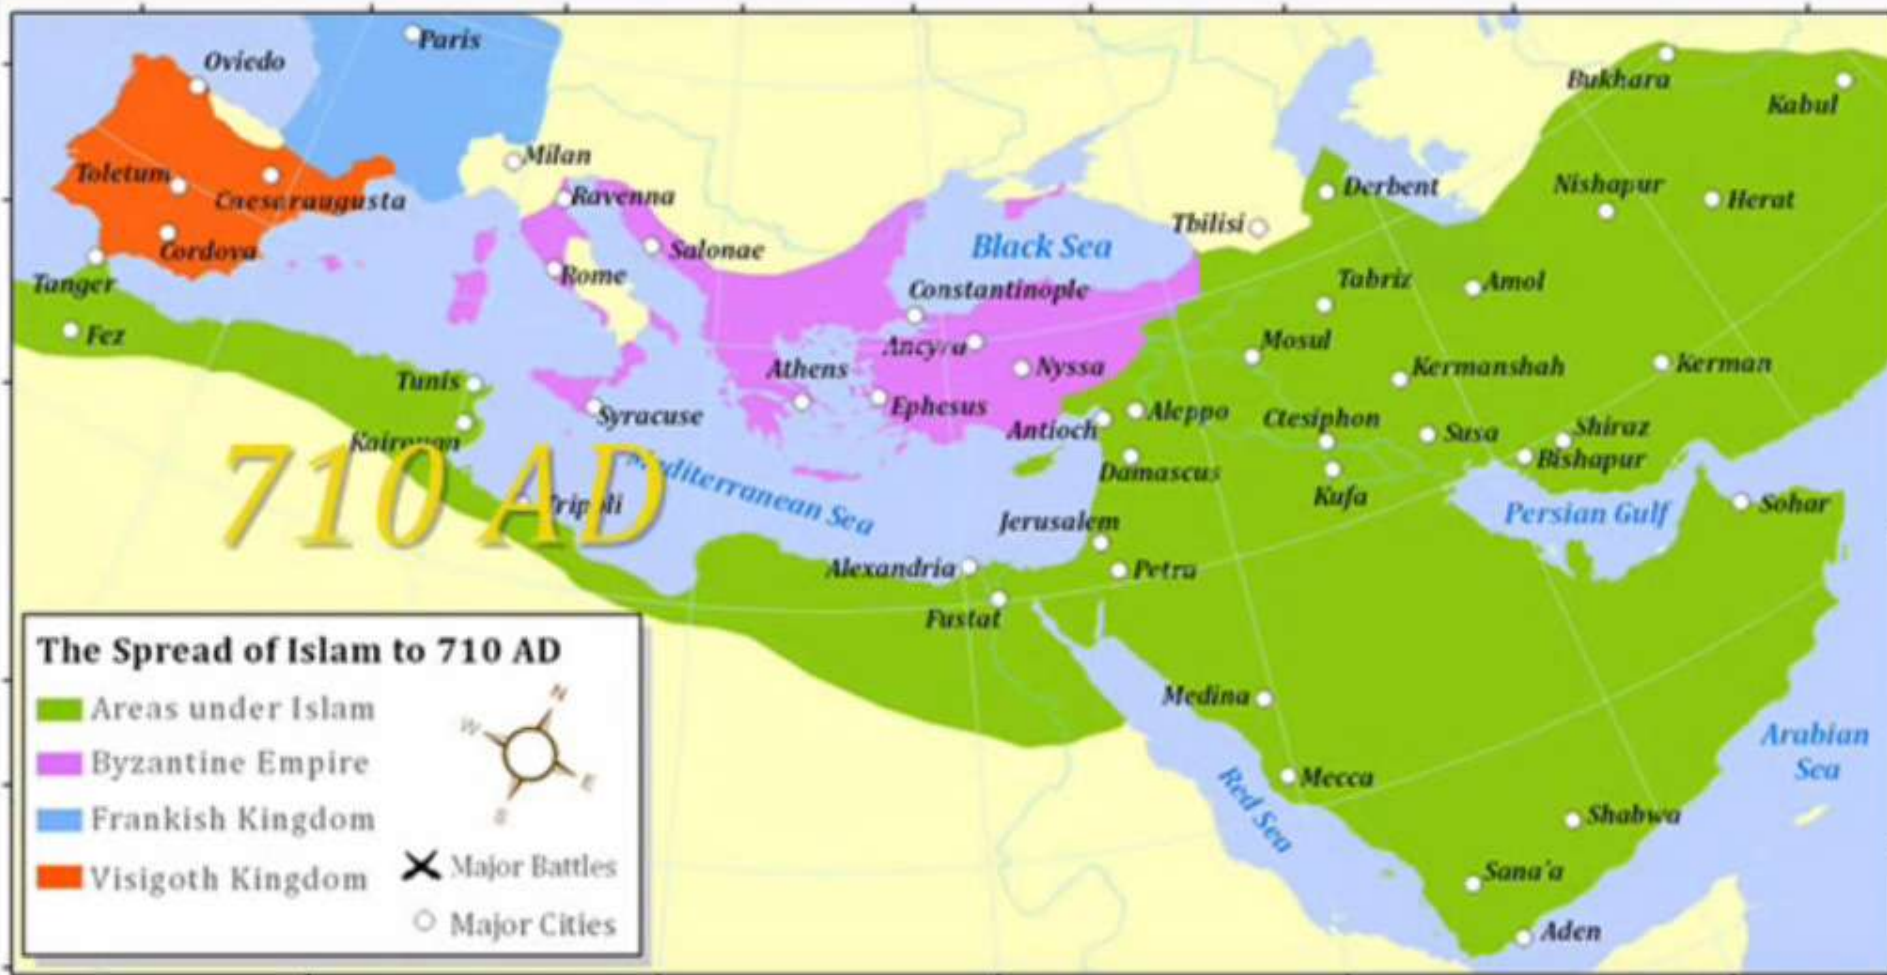 Paris
Oviedo
Bukhara
Kabul
Milan
Toletum
Caesaraugusta
Ravenna
Derbent
Nishapur
Herat
Tbilisi
Cordova
Salonae
Black Sea
Rome
Tanger
Constantinople
Tabriz
Amol
Fez
Ancyra
Mosul
Athens
Nyssa
Kermanshah
Kerman
Tunis
Ephesus
Syracuse
Aleppo
Antioch
Ctesiphon
Susa
Shiraz
Kairouan
Bishapur
Damascus
710 AD
Mediterranean Sea
Kufa
Tripoli
Jerusalem
Persian Gulf
Sohar
Alexandria
Petra
Fustat
The Spread of Islam to 710 AD
N
W
E
S
Areas under Islam
Byzantine Empire
Frankish Kingdom
Visigoth Kingdom
Major Battles
Major Cities
Medina
Mecca
Red Sea
Arabian
Sea
Shabwa
Sana'a
Aden